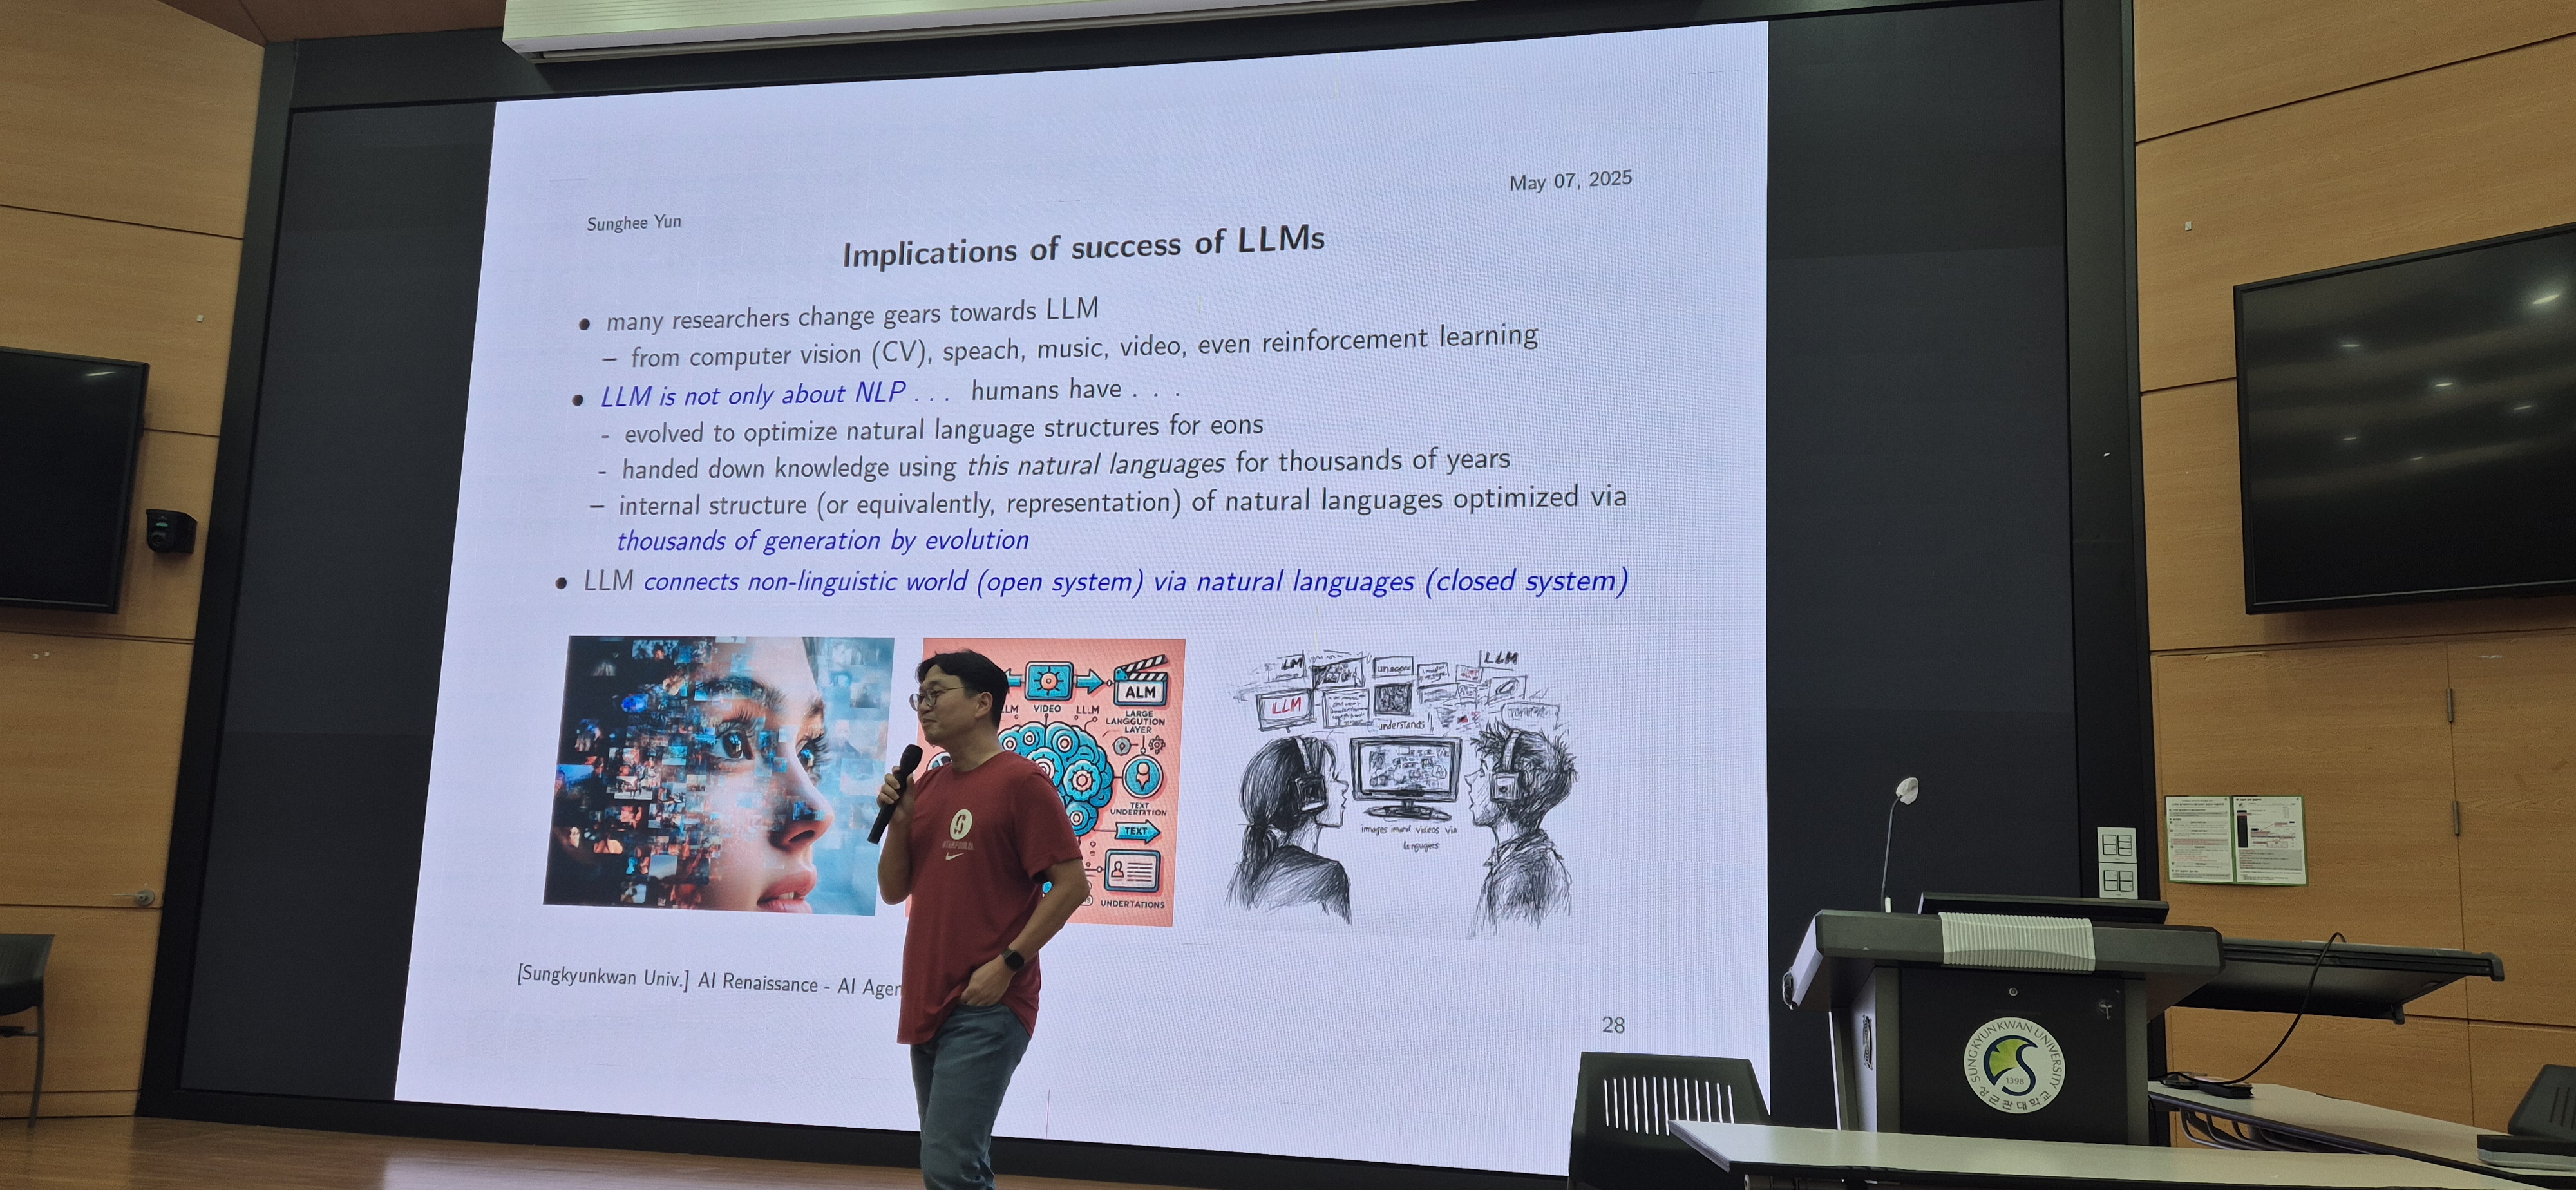 May 07, 2025
Sunghee Yun
Implications of success of LLMs
• many researchers change gears towards LLM
– from computer vision (CV), speach, music, video, even reinforcement learning
• LLM is not only about NLP . . . humans have . . .
- evolved to optimize natural language structures for eons
- handed down knowledge using this natural languages for thousands of years
– internal structure (or equivalently, representation) of natural languages optimized via
thousands of generation by evolution
• LLM connects non-linguistic world (open system) via natural languages (closed system)
ALM
VIDEO LLM
LARGE
LANGGUTION
LAYER
TEXT
UNDERTATION
TEXT
UNDERTATIONS
LM
LLM
LLM
understands
images imand videos via
langugees
[Sungkyunkwan Univ.] AI Renaissance - AI Agen
28
SUNGKYUNKWAN UNIVERSITY
1398
성균관대학교